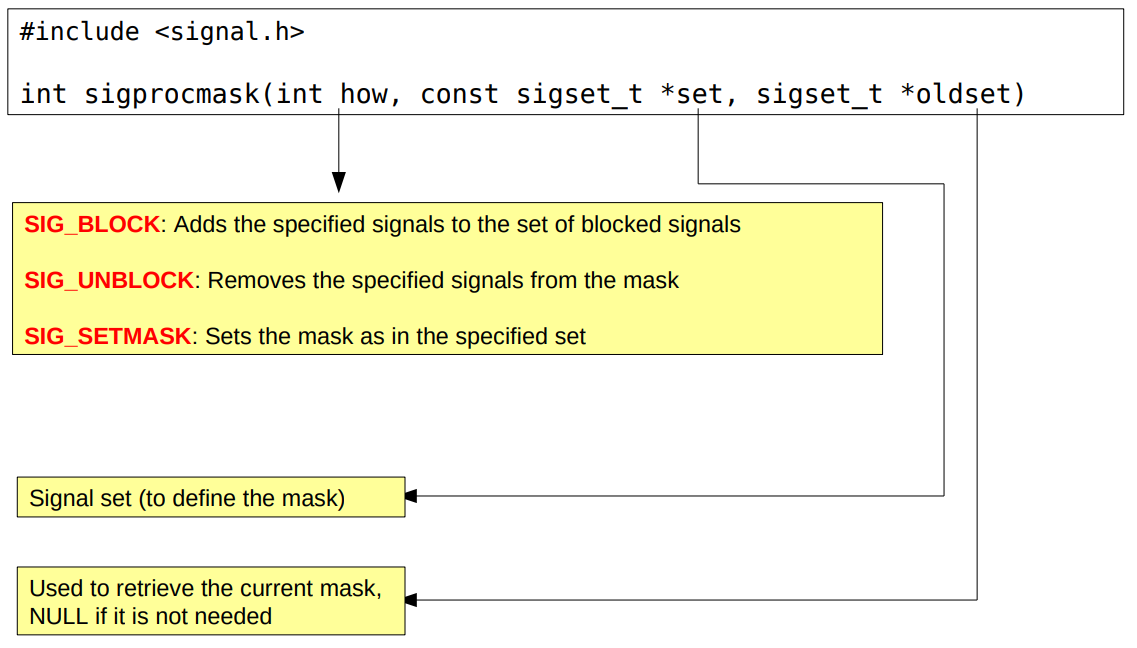 #include <signal.h>
int sigprocmask(int how, const sigset_t *set, sigset_t *oldset)
SIG_BLOCK: Adds the specified signals to the set of blocked signals
SIG_UNBLOCK: Removes the specified signals from the mask
SIG_SETMASK: Sets the mask as in the specified set
Signal set (to define the mask)
Used to retrieve the current mask,
NULL if it is not needed